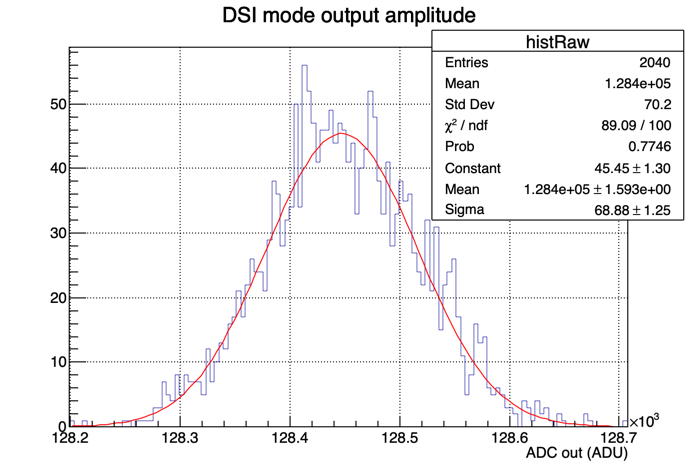 DSI mode output amplitude
histRaw
Entries 2040
Mean 1.284e+05
Std Dev 70.2
χ² / ndf 89.09 / 100
Prob 0.7746
Constant 45.45 ± 1.30
Mean 1.284e+05 ± 1.593e+00
Sigma 68.88 ± 1.25
50
40
30
20
10
0
128.2 128.3 128.4 128.5 128.6 128.7
×10³
ADC out (ADU)